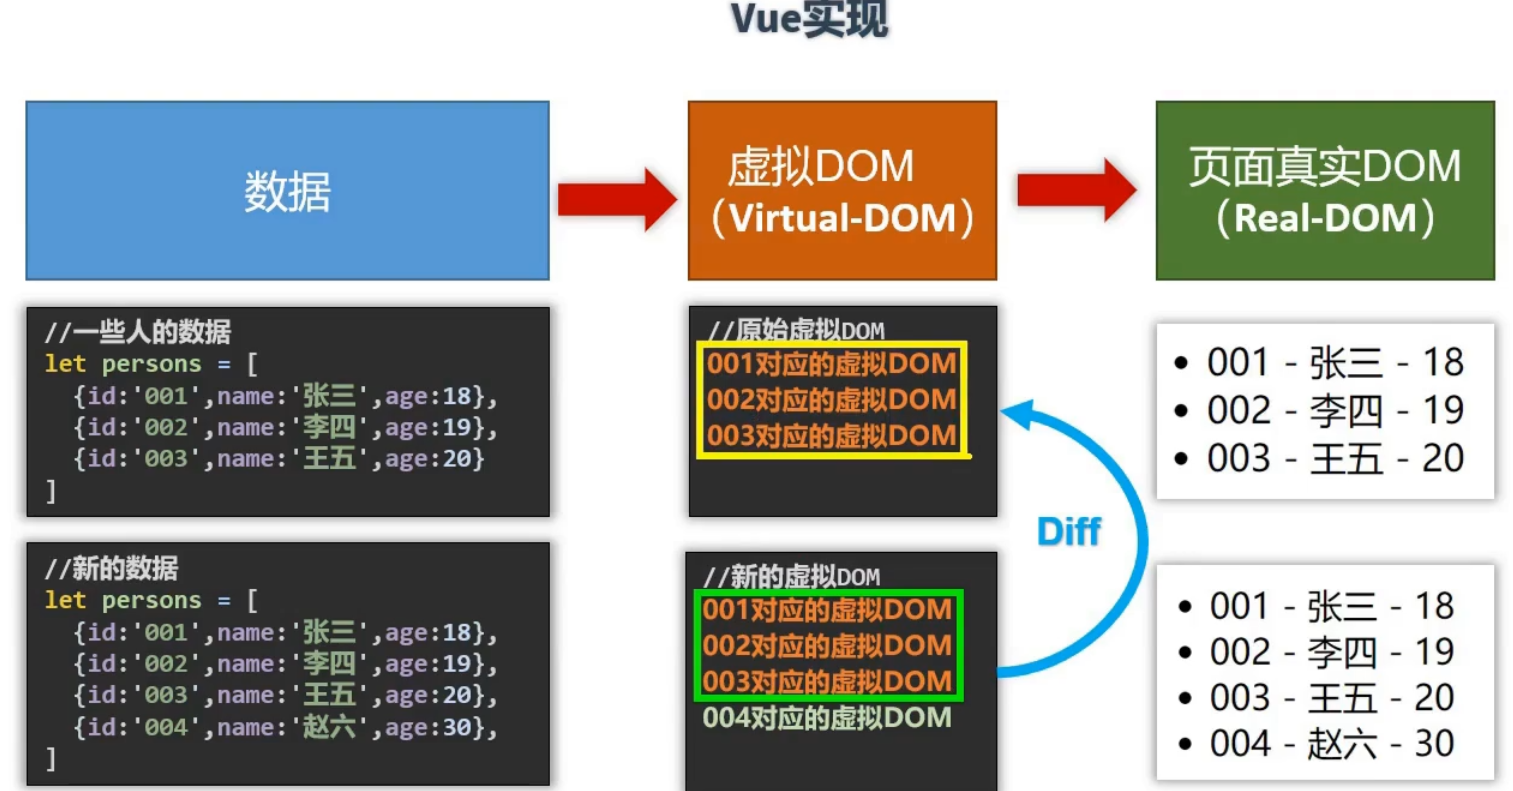 Vue实现
数据
虚拟DOM
（Virtual-DOM）
页面真实DOM
（Real-DOM）
//一些人的数据
let persons = [
{id:'001',name:'张三',age:18},
{id:'002',name:'李四',age:19},
{id:'003',name:'王五',age:20}
]
//原始虚拟DOM
001对应的虚拟DOM
002对应的虚拟DOM
003对应的虚拟DOM
• 001 - 张三 - 18
• 002 - 李四 - 19
• 003 - 王五 - 20
Diff
//新的数据
let persons = [
{id:'001',name:'张三',age:18},
{id:'002',name:'李四',age:19},
{id:'003',name:'王五',age:20},
{id:'004',name:'赵六',age:30},
]
//新的虚拟DOM
001对应的虚拟DOM
002对应的虚拟DOM
003对应的虚拟DOM
004对应的虚拟DOM
• 001 - 张三 - 18
• 002 - 李四 - 19
• 003 - 王五 - 20
• 004 - 赵六 - 30